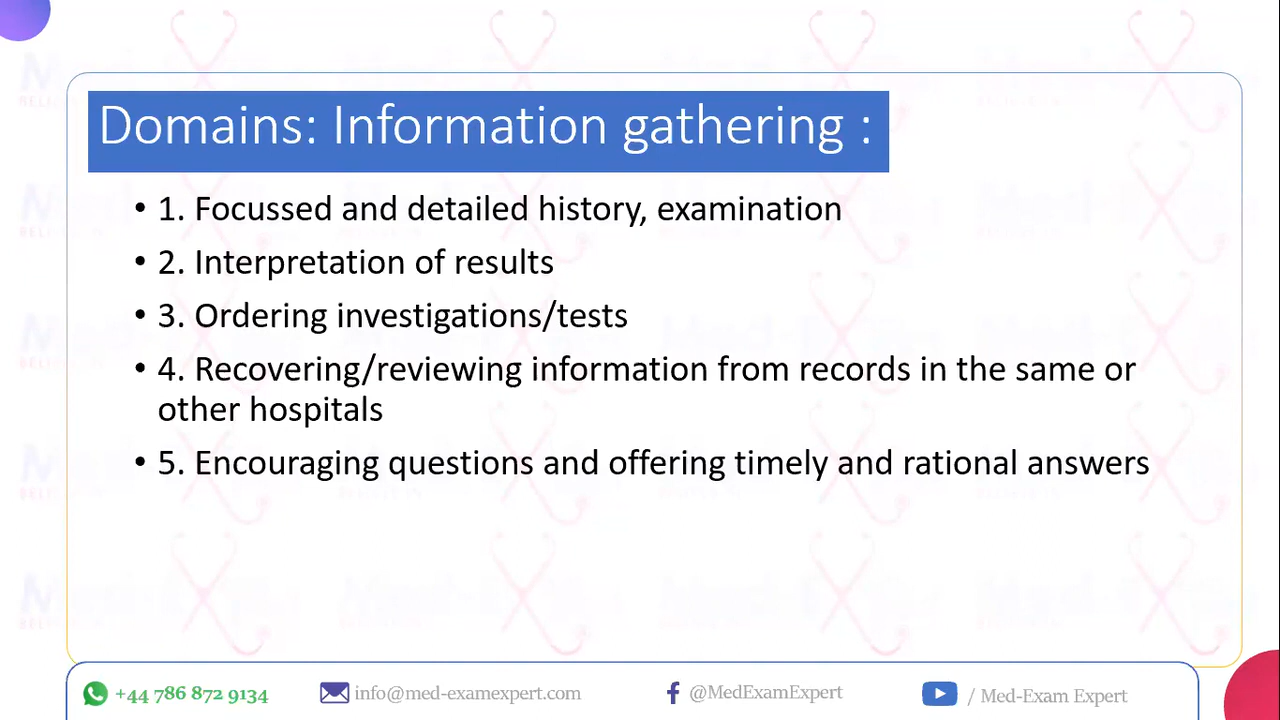 Domains: Information gathering :
• 1. Focussed and detailed history, examination
• 2. Interpretation of results
• 3. Ordering investigations/tests
• 4. Recovering/reviewing information from records in the same or
other hospitals
• 5. Encouraging questions and offering timely and rational answers
+44 786 872 9134
info@med-examexpert.com
@MedExamExpert
/ Med-Exam Expert